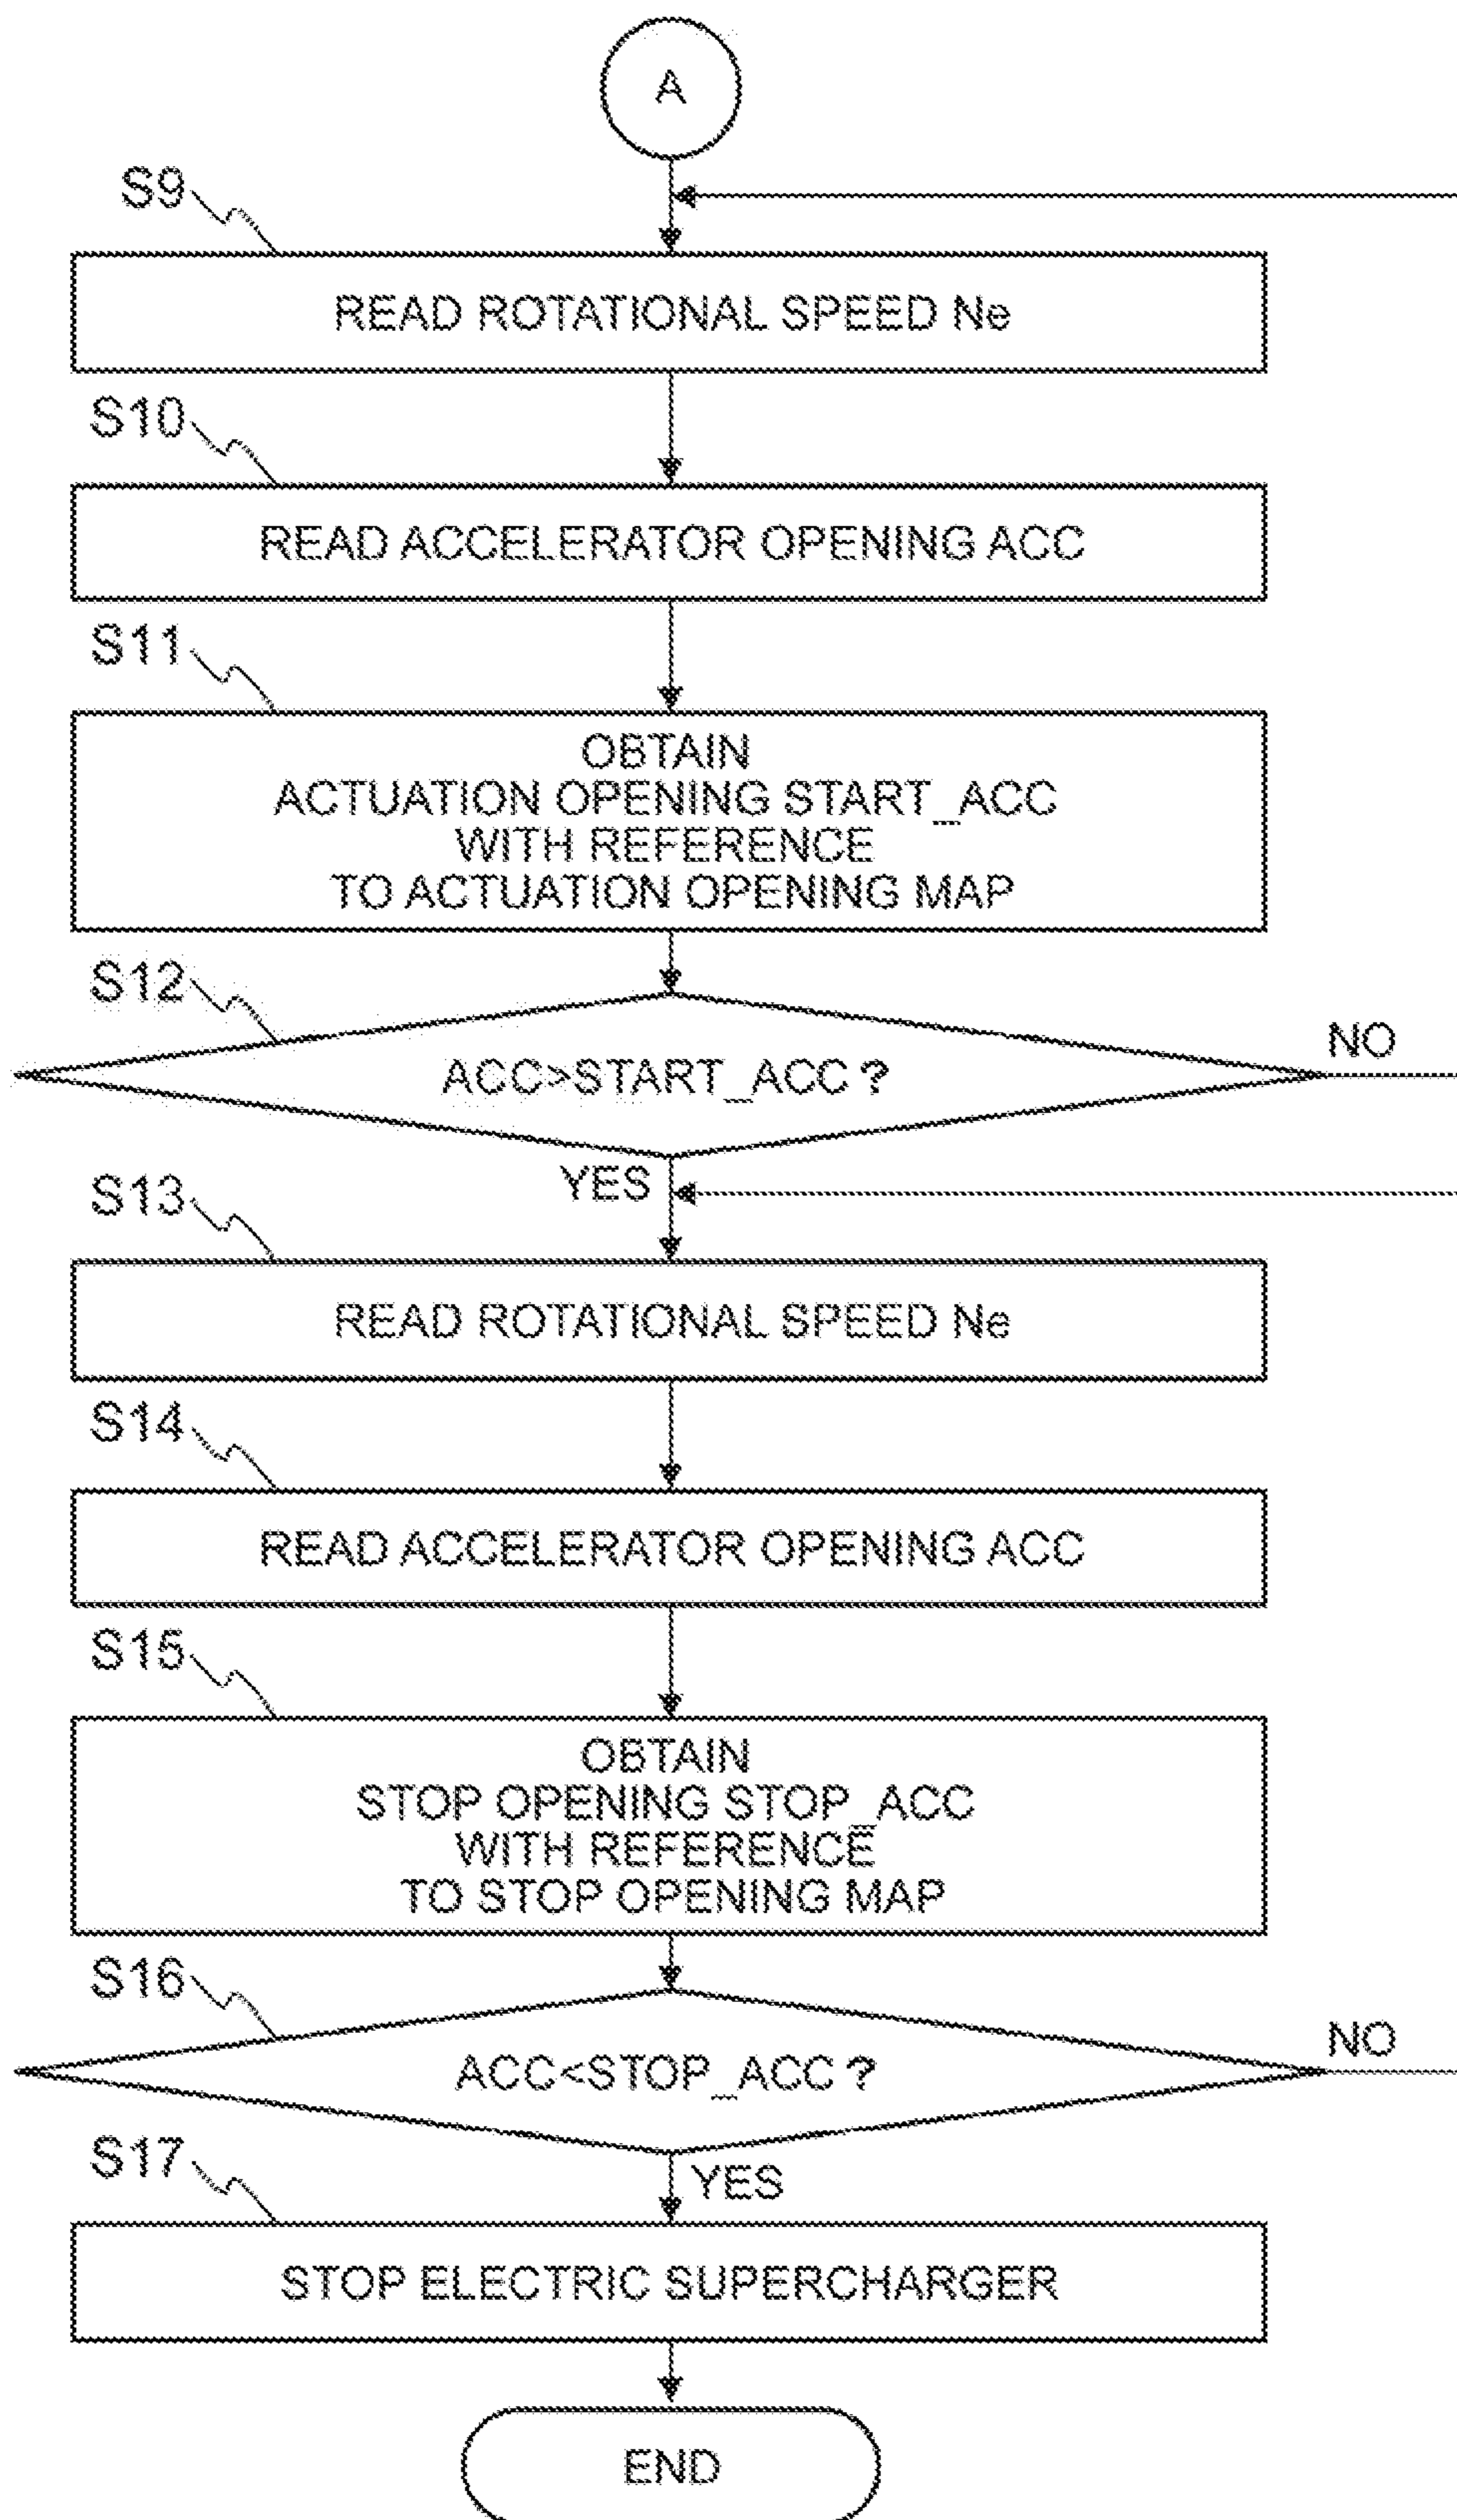 A
S9
READ ROTATIONAL SPEED Ne
S10
READ ACCELERATOR OPENING ACC
S11
OBTAIN
ACTUATION OPENING START_ACC
WITH REFERENCE
TO ACTUATION OPENING MAP
S12
ACC>START_ACC ?
NO
YES
S13
READ ROTATIONAL SPEED Ne
S14
READ ACCELERATOR OPENING ACC
S15
OBTAIN
STOP OPENING STOP_ACC
WITH REFERENCE
TO STOP OPENING MAP
S16
ACC<STOP_ACC ?
NO
S17
YES
STOP ELECTRIC SUPERCHARGER
END